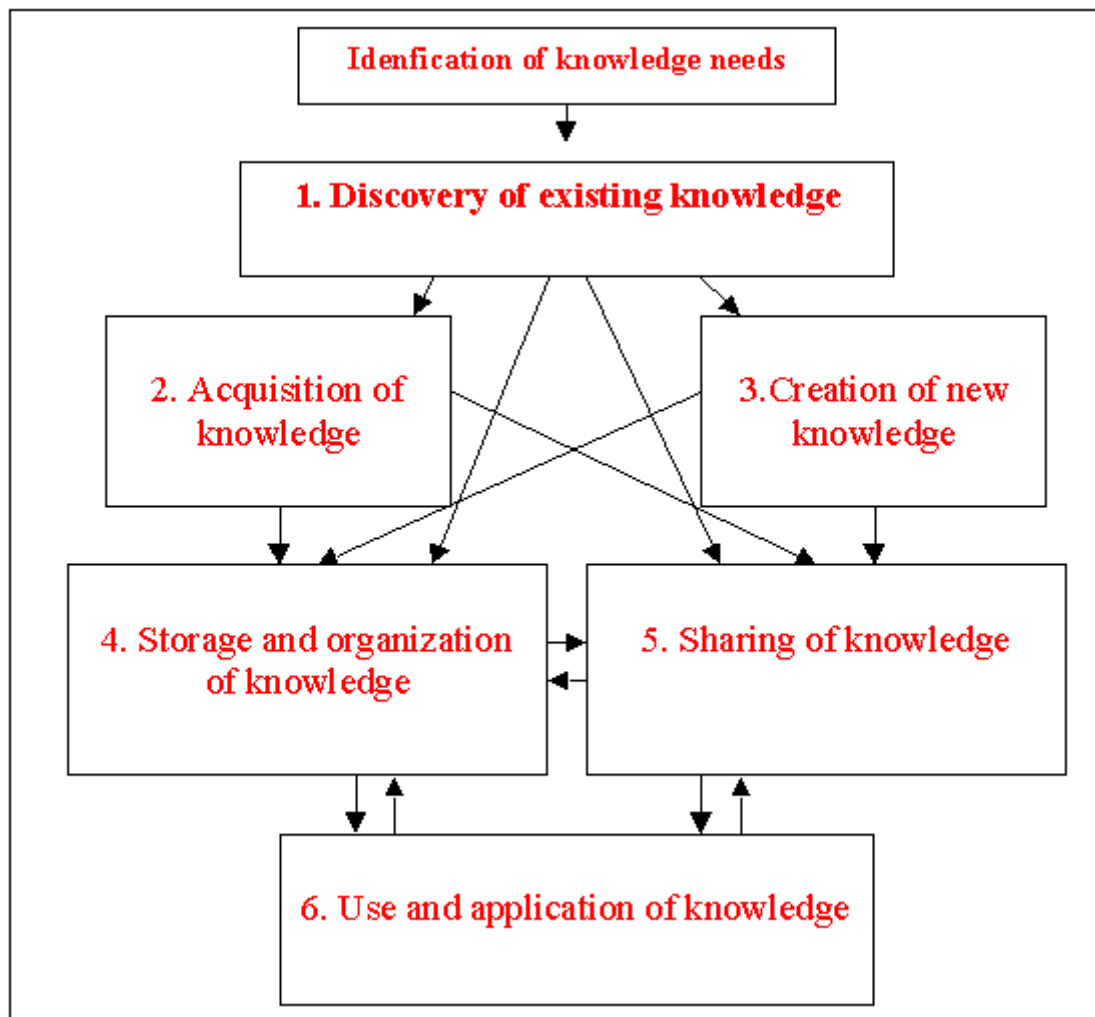 Idenfication of knowledge needs
1. Discovery of existing knowledge
2. Acquisition of
knowledge
3.Creation of new
knowledge
4. Storage and organization
of knowledge
5. Sharing of knowledge
6. Use and application of knowledge